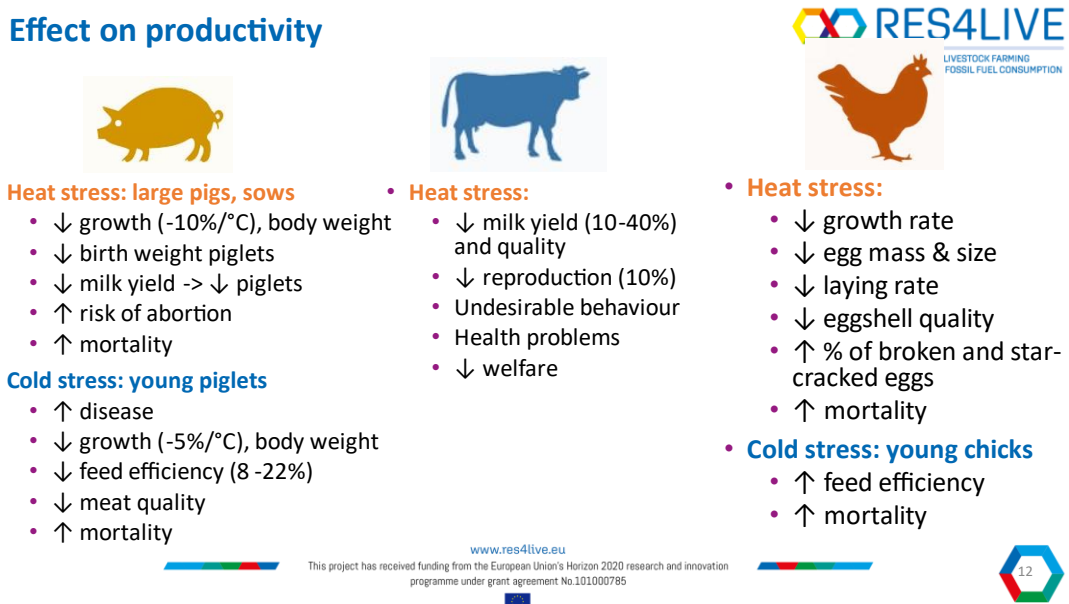 Effect on productivity
RES4LIVE
LIVESTOCK FARMING
FOSSIL FUEL CONSUMPTION
Heat stress: large pigs, sows
• ↓ growth (-10%/°C), body weight
• ↓ birth weight piglets
• ↓ milk yield -> ↓ piglets
• ↑ risk of abortion
• ↑ mortality
Cold stress: young piglets
• ↑ disease
• ↓ growth (-5%/°C), body weight
• ↓ feed efficiency (8 -22%)
• ↓ meat quality
• ↑ mortality
• Heat stress:
• ↓ milk yield (10-40%)
and quality
• ↓ reproduction (10%)
• Undesirable behaviour
• Health problems
• ↓ welfare
• Heat stress:
• ↓ growth rate
• ↓ egg mass & size
• ↓ laying rate
• ↓ eggshell quality
• ↑ % of broken and star-
cracked eggs
• ↑ mortality
• Cold stress: young chicks
• ↑ feed efficiency
• ↑ mortality
www.res4live.eu
This project has received funding from the European Union's Horizon 2020 research and innovation
programme under grant agreement No.101000785
12